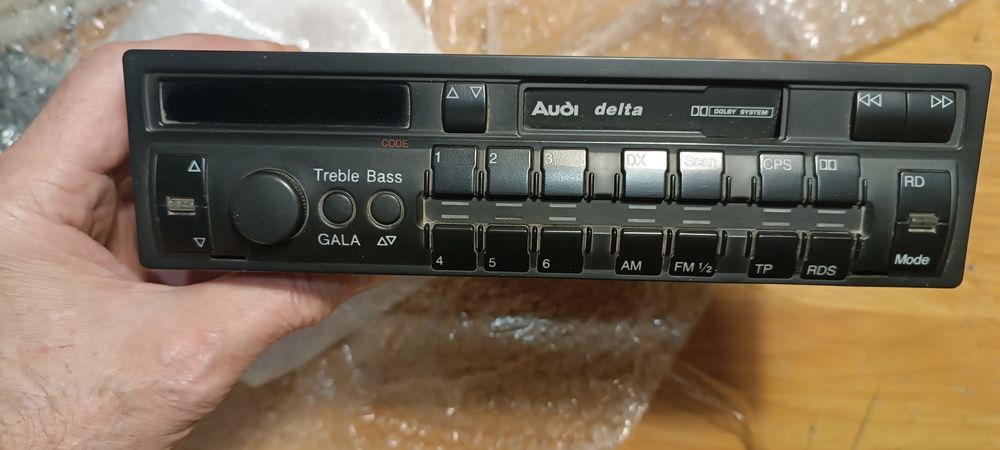 Audi delta DOLBY SYSTEM
CODE
1 2 3 DX Scan CPS
Treble Bass
RD
GALA
4 5 6 AM FM 1/2 TP RDS
Mode